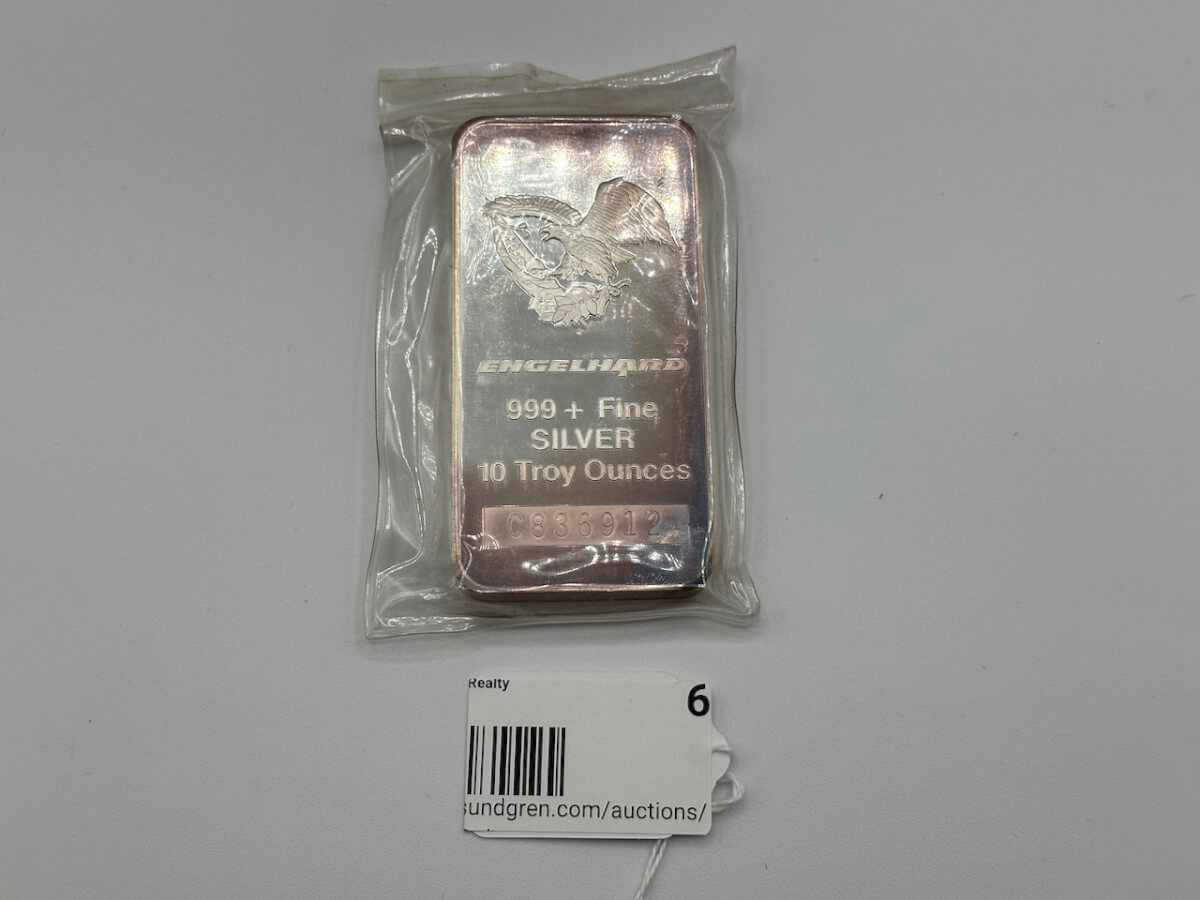 ENGELHARD
999 + Fine
SILVER
10 Troy Ounces
C836912
Realty
6
sundgren.com/auctions/